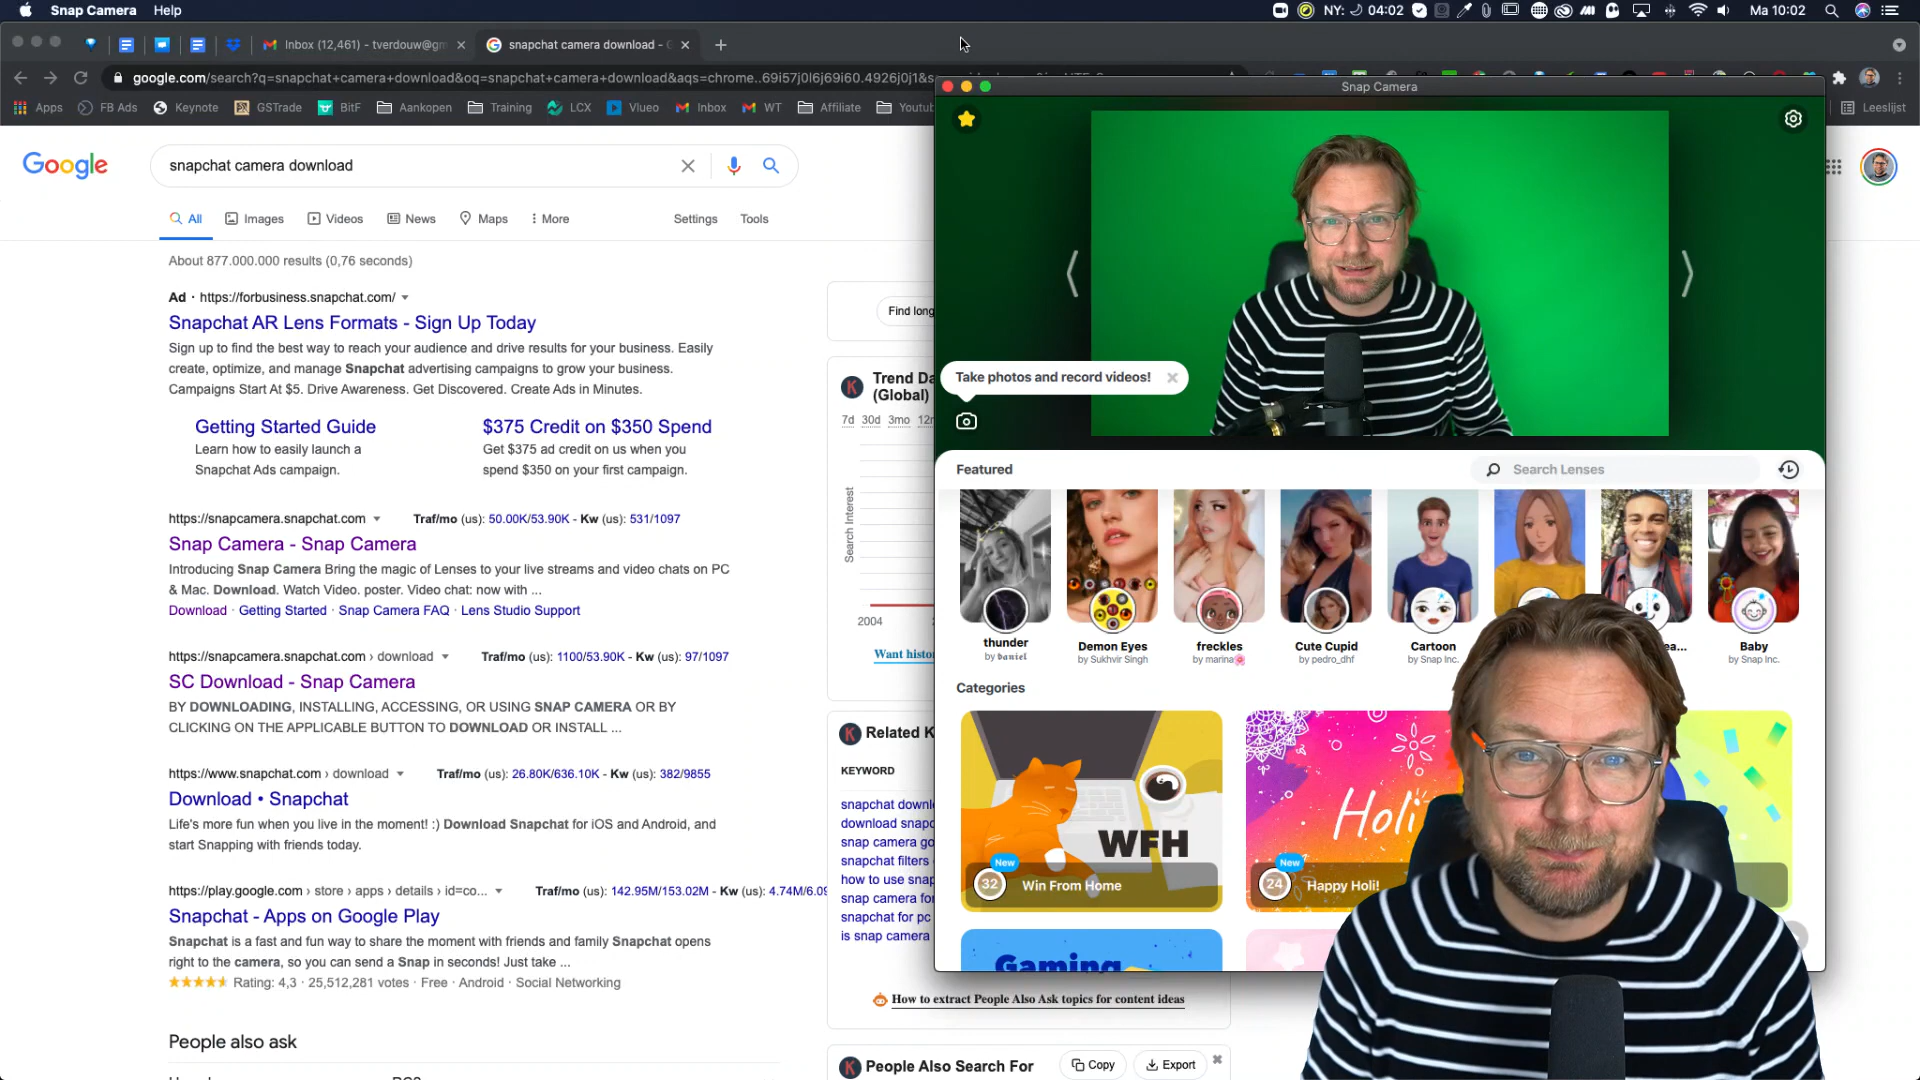 Snap Camera Help
NY: 04:02
Ma 10:02
Inbox (12,461) - tverdouw@gm
snapchat camera download - G
google.com/search?q=snapchat+camera+download&oq=snapchat+camera+download&aqs=chrome..69i57j0l6j69i60.4926j0j1&s
Apps
FB Ads
Keynote
GSTrade
BitF
Aankopen
Training
LCX
Vlueo
Inbox
WT
Affiliate
Youtu
Leeslijst
Google
snapchat camera download
All
Images
Videos
News
Maps
More
Settings
Tools
About 877.000.000 results (0,76 seconds)
Ad · https://forbusiness.snapchat.com/
Snapchat AR Lens Formats - Sign Up Today
Sign up to find the best way to reach your audience and drive results for your business. Easily
create, optimize, and manage Snapchat advertising campaigns to grow your business.
Campaigns Start At $5. Drive Awareness. Get Discovered. Create Ads in Minutes.
Getting Started Guide
Learn how to easily launch a
Snapchat Ads campaign.
$375 Credit on $350 Spend
Get $375 ad credit on us when you
spend $350 on your first campaign.
https://snapcamera.snapchat.com
Traf/mo (us): 50.00K/53.90K - Kw (us): 531/1097
Snap Camera - Snap Camera
Introducing Snap Camera Bring the magic of Lenses to your live streams and video chats on PC
& Mac. Download. Watch Video. poster. Video chat: now with ...
Download · Getting Started · Snap Camera FAQ · Lens Studio Support
https://snapcamera.snapchat.com › download
Traf/mo (us): 1100/53.90K - Kw (us): 97/1097
SC Download - Snap Camera
BY DOWNLOADING, INSTALLING, ACCESSING, OR USING SNAP CAMERA OR BY
CLICKING ON THE APPLICABLE BUTTON TO DOWNLOAD OR INSTALL ...
https://www.snapchat.com › download
Traf/mo (us): 26.80K/636.10K - Kw (us): 382/9855
Download • Snapchat
Life's more fun when you live in the moment! :) Download Snapchat for iOS and Android, and
start Snapping with friends today.
https://play.google.com › store › apps › details › id=co...
Traf/mo (us): 142.95M/153.02M - Kw (us): 4.74M/6.09
Snapchat - Apps on Google Play
Snapchat is a fast and fun way to share the moment with friends and family Snapchat opens
right to the camera, so you can send a Snap in seconds! Just take ...
Rating: 4,3 · 25,512,281 votes · Free · Android · Social Networking
People also ask
Find long
Trend Da
(Global)
7d 30d 3mo 12m
Search Interest
2004
Want histo
Related K
KEYWORD
snapchat downl
download snapc
snap camera go
snapchat filters
how to use snap
snap camera for
snapchat for pc
is snap camera
How to extract People Also Ask topics for content ideas
People Also Search For
Copy
Export
Snap Camera
Take photos and record videos!
Featured
Search Lenses
thunder
by daniel
Demon Eyes
by Sukhvir Singh
freckles
by marina
Cute Cupid
by pedro_dhf
Cartoon
by Snap Inc.
Baby
by Snap Inc.
Categories
WFH
New
32 Win From Home
Holi
New
24 Happy Holi!
Gaming